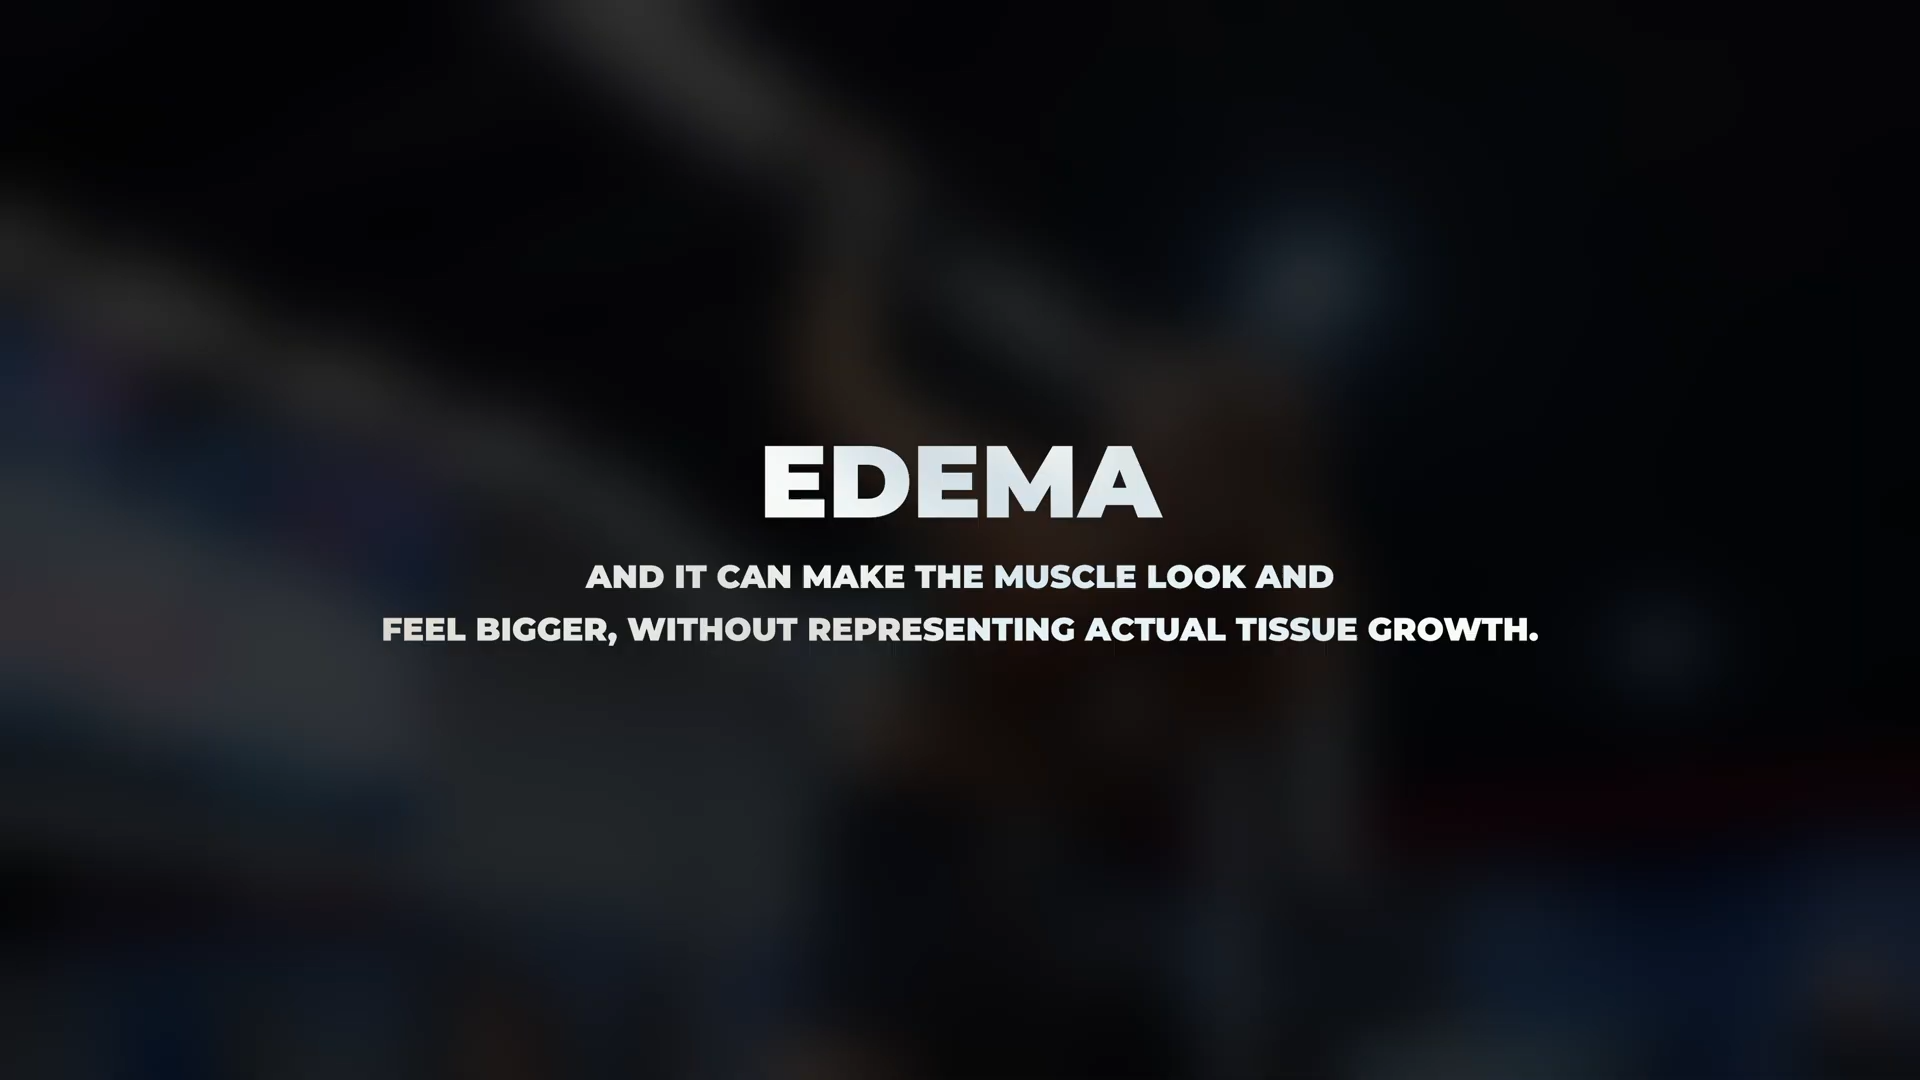 EDEMA
AND IT CAN MAKE THE MUSCLE LOOK AND
FEEL BIGGER, WITHOUT REPRESENTING ACTUAL TISSUE GROWTH.